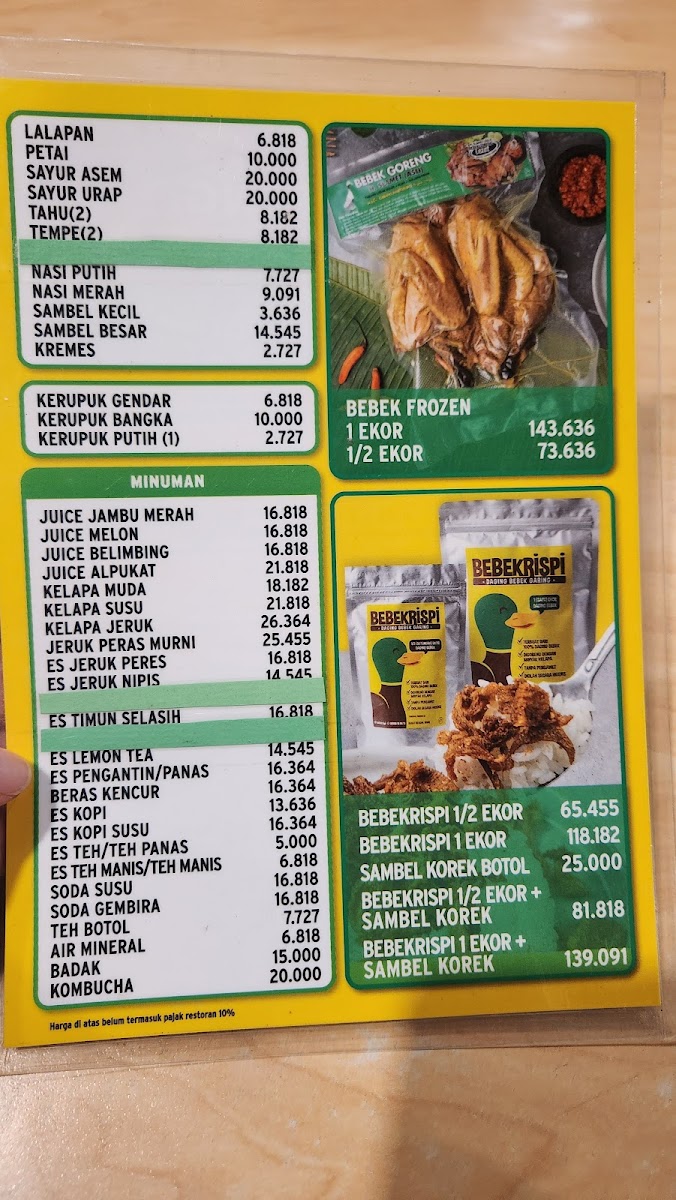 LALAPAN 6.818
PETAI 10.000
SAYUR ASEM 20.000
SAYUR URAP 20.000
TAHU(2) 8.182
TEMPE(2) 8.182
NASI PUTIH 7.727
NASI MERAH 9.091
SAMBEL KECIL 3.636
SAMBEL BESAR 14.545
KREMES 2.727
KERUPUK GENDAR 6.818
KERUPUK BANGKA 10.000
KERUPUK PUTIH (1) 2.727
MINUMAN
JUICE JAMBU MERAH 16.818
JUICE MELON 16.818
JUICE BELIMBING 16.818
JUICE ALPUKAT 21.818
KELAPA MUDA 18.182
KELAPA SUSU 21.818
KELAPA JERUK 26.364
JERUK PERAS MURNI 25.455
ES JERUK PERES 16.818
ES JERUK NIPIS 14.545
ES TIMUN SELASIH 16.818
ES LEMON TEA 14.545
ES PENGANTIN/PANAS 16.364
BERAS KENCUR 16.364
ES KOPI 13.636
ES KOPI SUSU 16.364
ES TEH/TEH PANAS 5.000
ES TEH MANIS/TEH MANIS 6.818
SODA SUSU 16.818
SODA GEMBIRA 16.818
TEH BOTOL 7.727
AIR MINERAL 6.818
BADAK 15.000
KOMBUCHA 20.000
Harga di atas belum termasuk pajak restoran 10%
BEBEK GORENG
BEBEK FROZEN
1 EKOR 143.636
1/2 EKOR 73.636
BEBEKRISPI
DAGING BEBEK GARING
BEBEKRISPI
DAGING BEBEK GARING
BEBEKRISPI 1/2 EKOR 65.455
BEBEKRISPI 1 EKOR 118.182
SAMBEL KOREK BOTOL 25.000
BEBEKRISPI 1/2 EKOR +
SAMBEL KOREK 81.818
BEBEKRISPI 1 EKOR +
SAMBEL KOREK 139.091